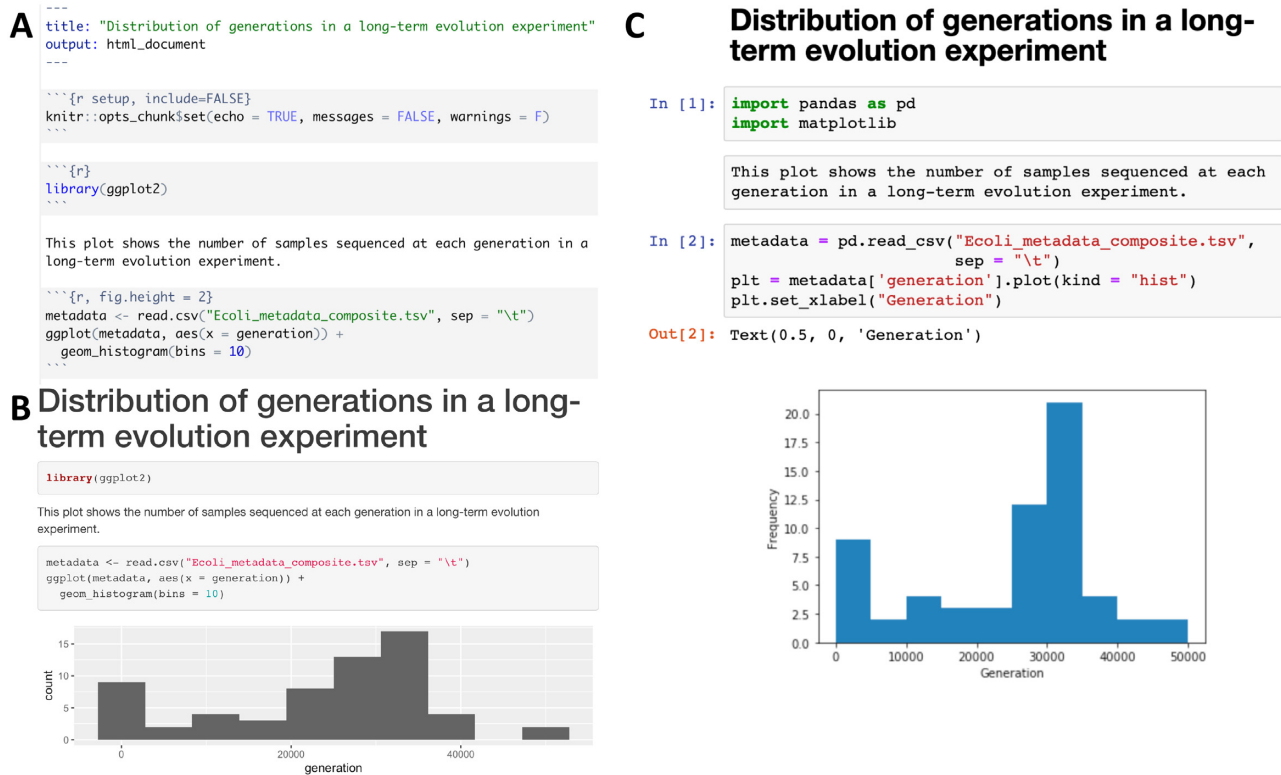 A
---
title: "Distribution of generations in a long-term evolution experiment"
output: html_document
---
```{r setup, include=FALSE}
knitr::opts_chunk$set(echo = TRUE, messages = FALSE, warnings = F)
```
```{r}
library(ggplot2)
```
This plot shows the number of samples sequenced at each generation in a
long-term evolution experiment.
```{r, fig.height = 2}
metadata <- read.csv("Ecoli_metadata_composite.tsv", sep = "\t")
ggplot(metadata, aes(x = generation)) +
  geom_histogram(bins = 10)
```
B
Distribution of generations in a long-
term evolution experiment
library(ggplot2)
This plot shows the number of samples sequenced at each generation in a long-term evolution
experiment.
metadata <- read.csv("Ecoli_metadata_composite.tsv", sep = "\t")
ggplot(metadata, aes(x = generation)) +
  geom_histogram(bins = 10)
15
10
5
0
count
0 20000 40000
generation
C
Distribution of generations in a long-
term evolution experiment
In [1]: import pandas as pd
import matplotlib
This plot shows the number of samples sequenced at each
generation in a long-term evolution experiment.
In [2]: metadata = pd.read_csv("Ecoli_metadata_composite.tsv",
sep = "\t")
plt = metadata['generation'].plot(kind = "hist")
plt.set_xlabel("Generation")
Out[2]: Text(0.5, 0, 'Generation')
20.0
17.5
15.0
12.5
10.0
7.5
5.0
2.5
0.0
Frequency
0 10000 20000 30000 40000 50000
Generation